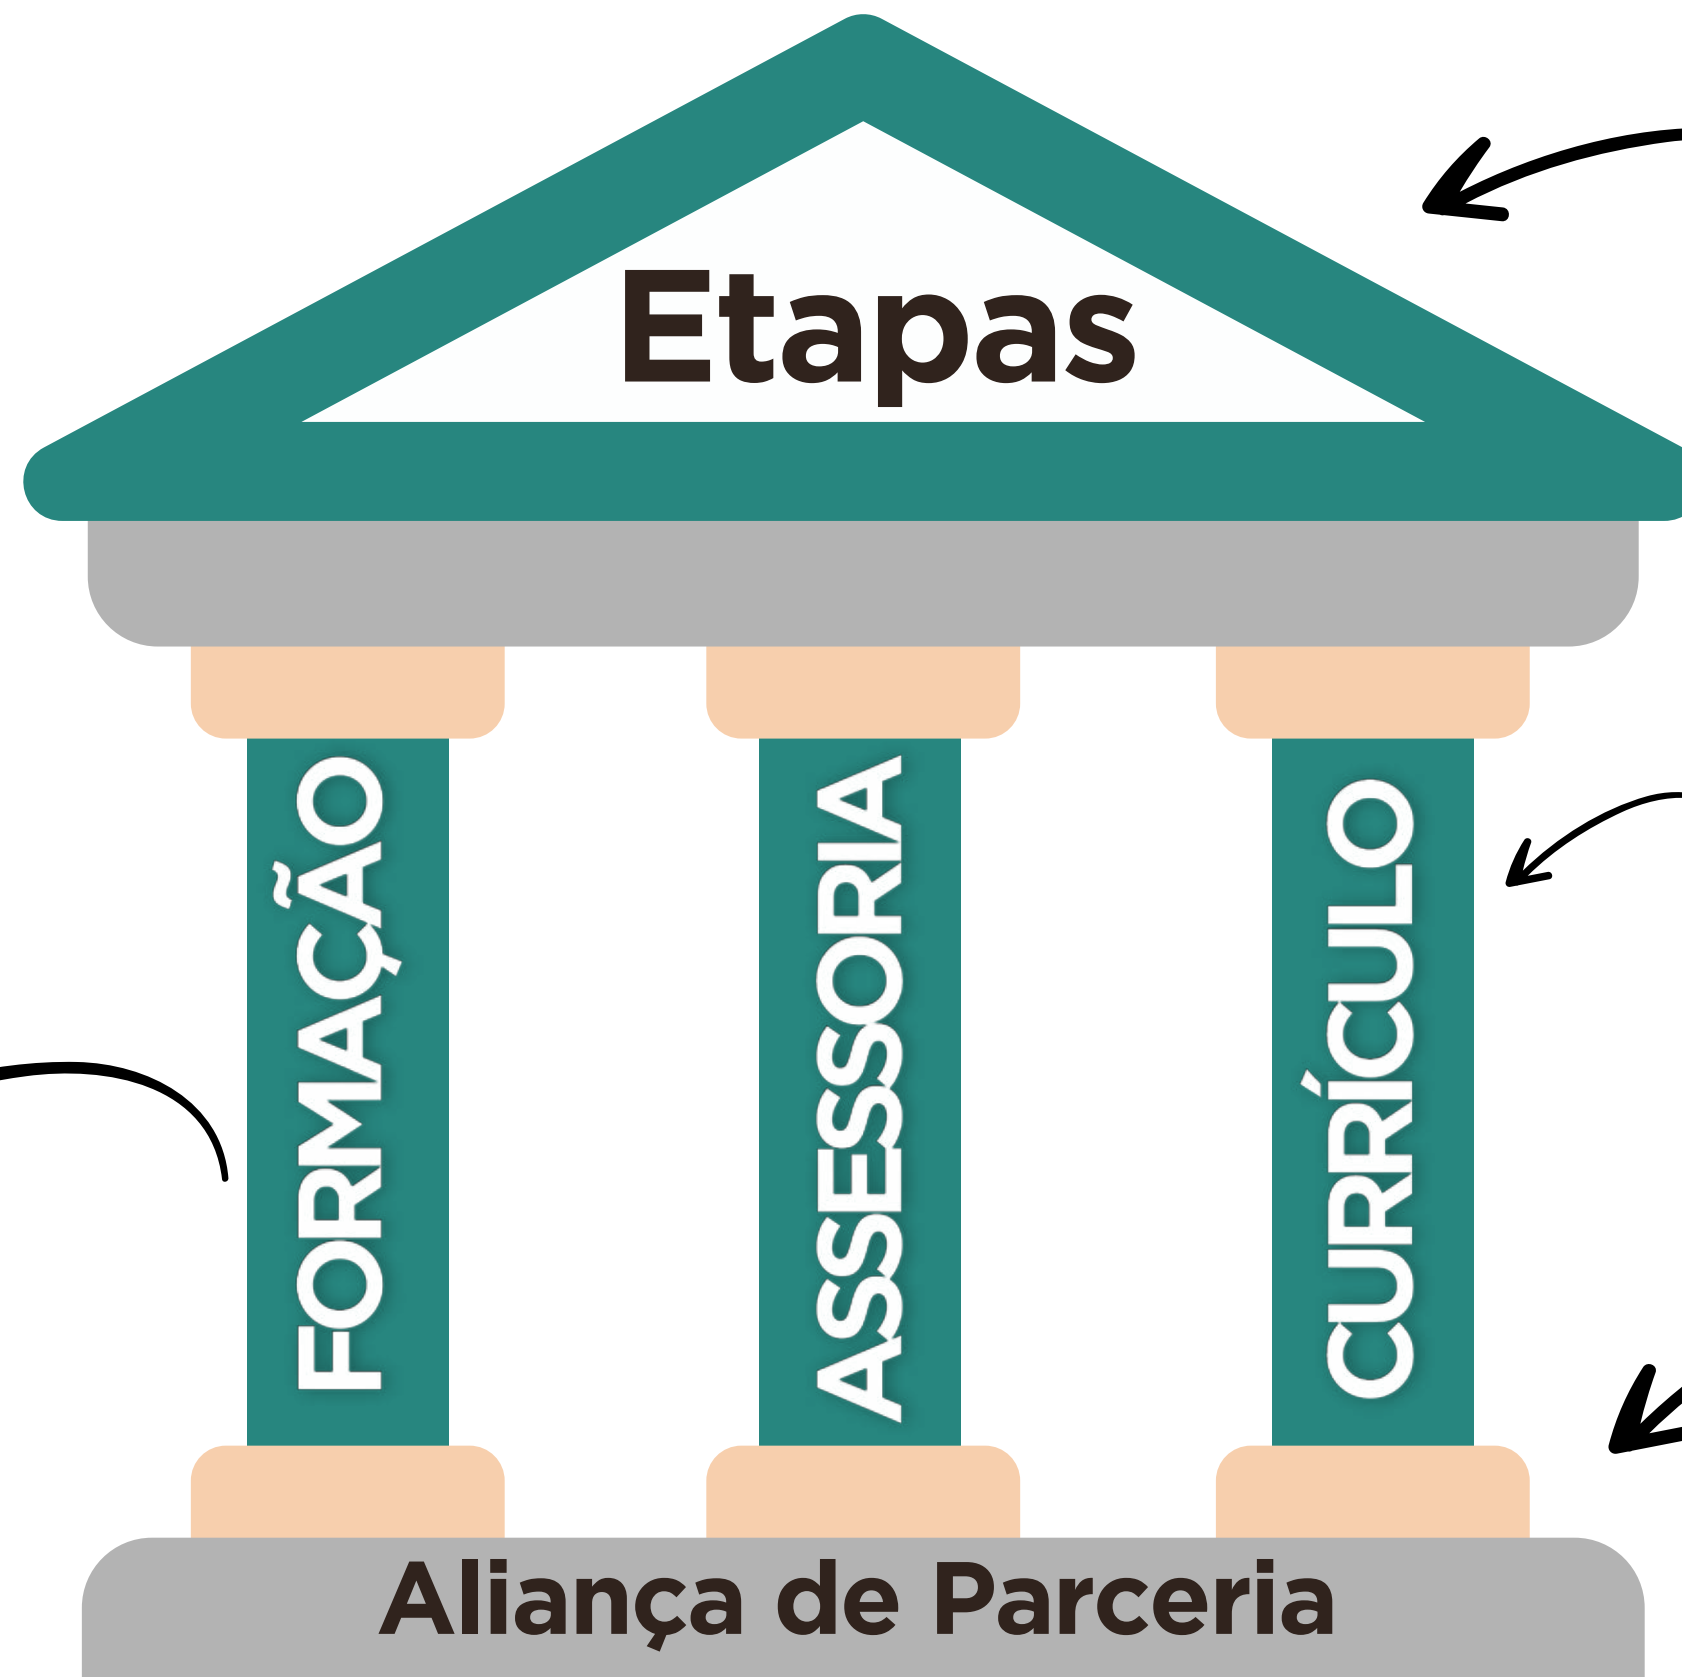 Etapas
FORMAÇÃO
ASSESSORIA
CURRÍCULO
Aliança de Parceria